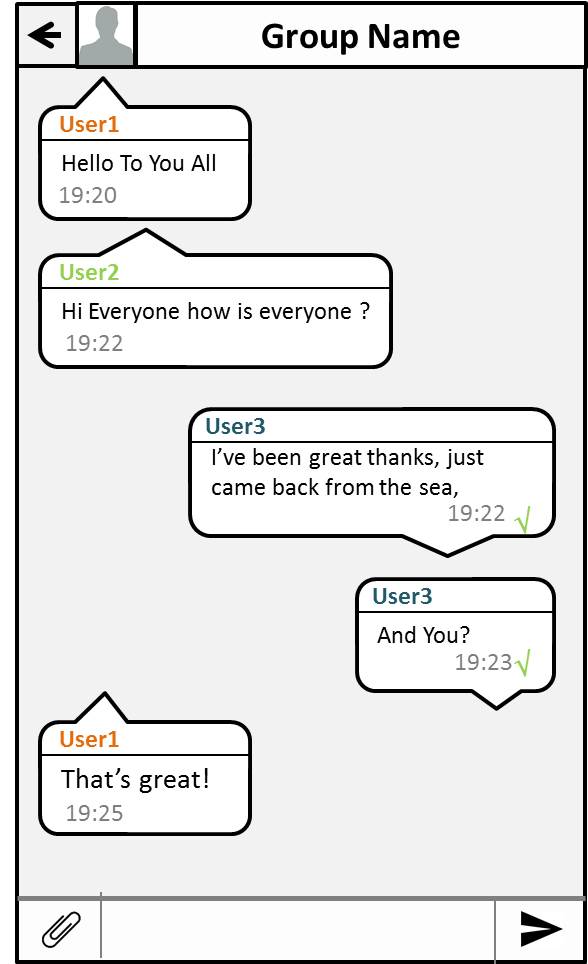 Group Name
User1
Hello To You All
19:20
User2
Hi Everyone how is everyone ?
19:22
User3
I've been great thanks, just
came back from the sea,
19:22 √
User3
And You?
19:23 √
User1
That's great!
19:25